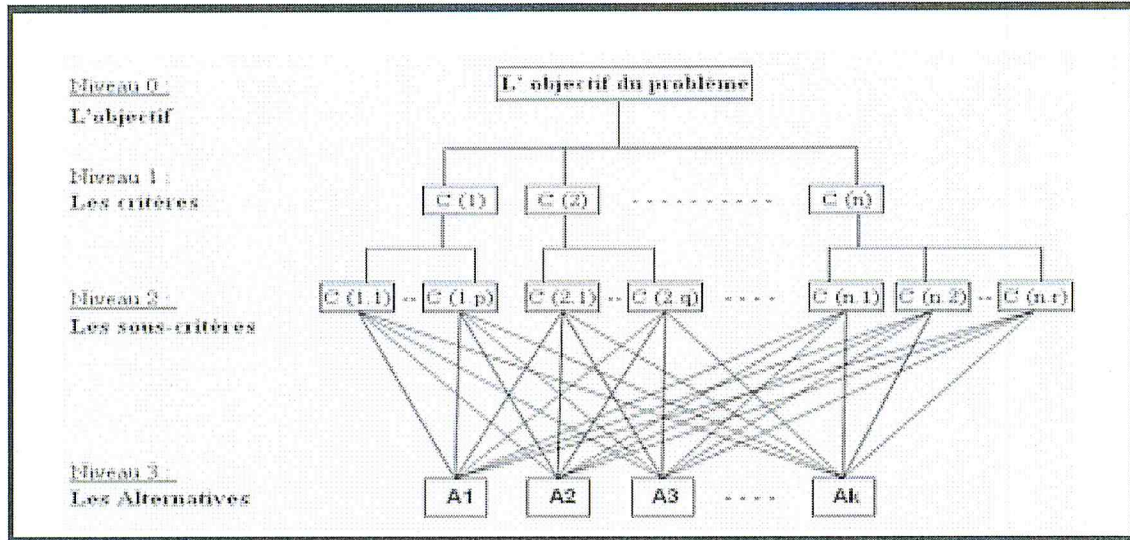 Niveau 0 :
L'objectif
L' objectif du problème
Niveau 1 :
Les critères
C (1)
C (2)
C (n)
Niveau 2 :
Les sous-critères
C (1.1)
C (1.p)
C (2.1)
C (2.q)
C (n.1)
C (n.2)
C (n.r)
Niveau 3 :
Les Alternatives
A1
A2
A3
Ak